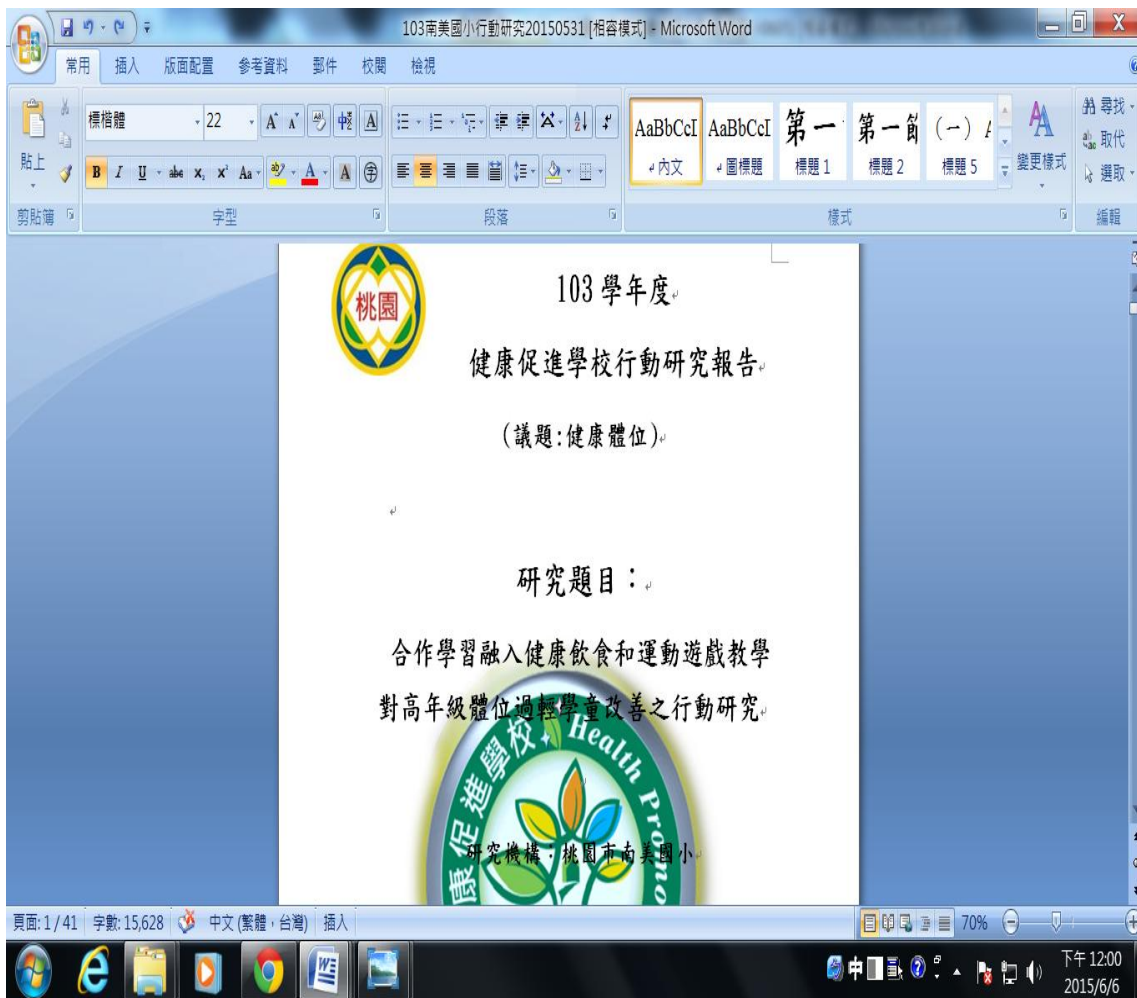 103南美國小行動研究20150531 [相容模式] - Microsoft Word
常用 插入 版面配置 參考資料 郵件 校閱 檢視
貼上
剪貼簿
標楷體 22
字型
段落
AaBbCcI AaBbCcI 第一 第一節 (一)
內文 圖標題 標題 1 標題 2 標題 5
變更樣式
樣式
尋找
取代
選取
編輯
桃園
103 學年度
健康促進學校行動研究報告
(議題:健康體位)
研究題目：
合作學習融入健康飲食和運動遊戲教學
對高年級體位過輕學童改善之行動研究
康促進學校 Health Promo
研究機構：桃園市南美國小
頁面: 1 / 41 字數: 15,628 中文 (繁體，台灣) 插入 70%
中
下午 12:00
2015/6/6